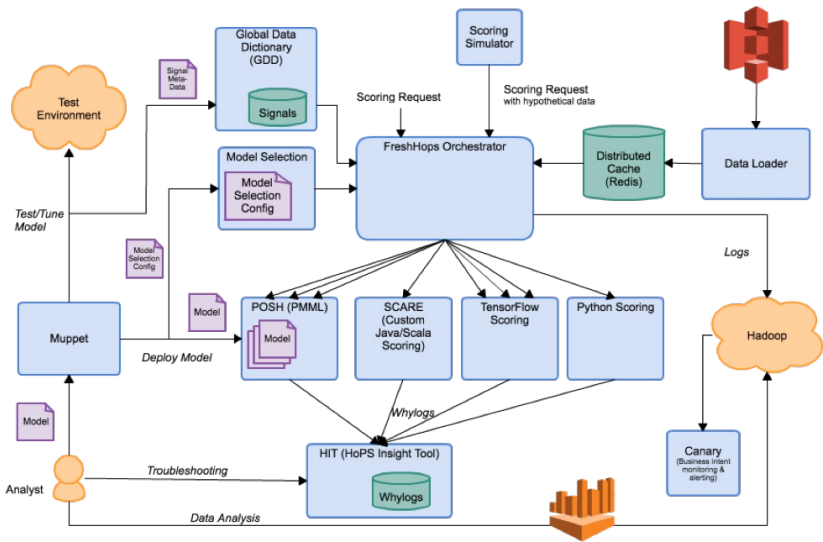 Global Data
Dictionary
(GDD)
Signals
Signal
Meta-
Data
Scoring
Simulator
Scoring Request
Scoring Request
with hypothetical data
Test
Environment
FreshHops Orchestrator
Model Selection
Model
Selection
Config
Distributed
Cache
(Redis)
Data Loader
Test/Tune
Model
Model
Selection
Config
Logs
Model
POSH (PMML)
Model
SCARE
(Custom
Java/Scala
Scoring)
TensorFlow
Scoring
Python Scoring
Muppet
Deploy Model
Hadoop
Model
Whylogs
HIT (HoPS Insight Tool)
Whylogs
Canary
(Business intent
monitoring &
alerting)
Analyst
Troubleshooting
Data Analysis